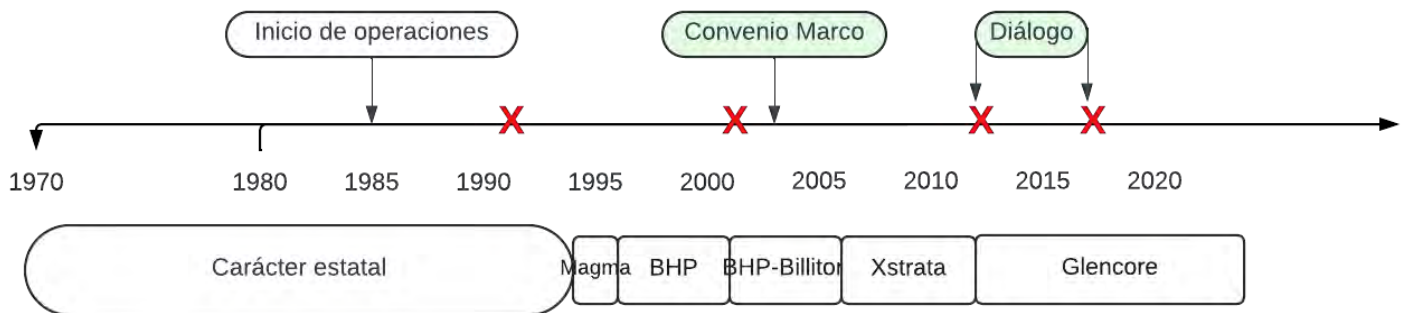 Inicio de operaciones
Convenio Marco
Diálogo
X X X X
1970 1980 1985 1990 1995 2000 2005 2010 2015 2020
Carácter estatal
Magma
BHP
BHP-Billiton
Xstrata
Glencore